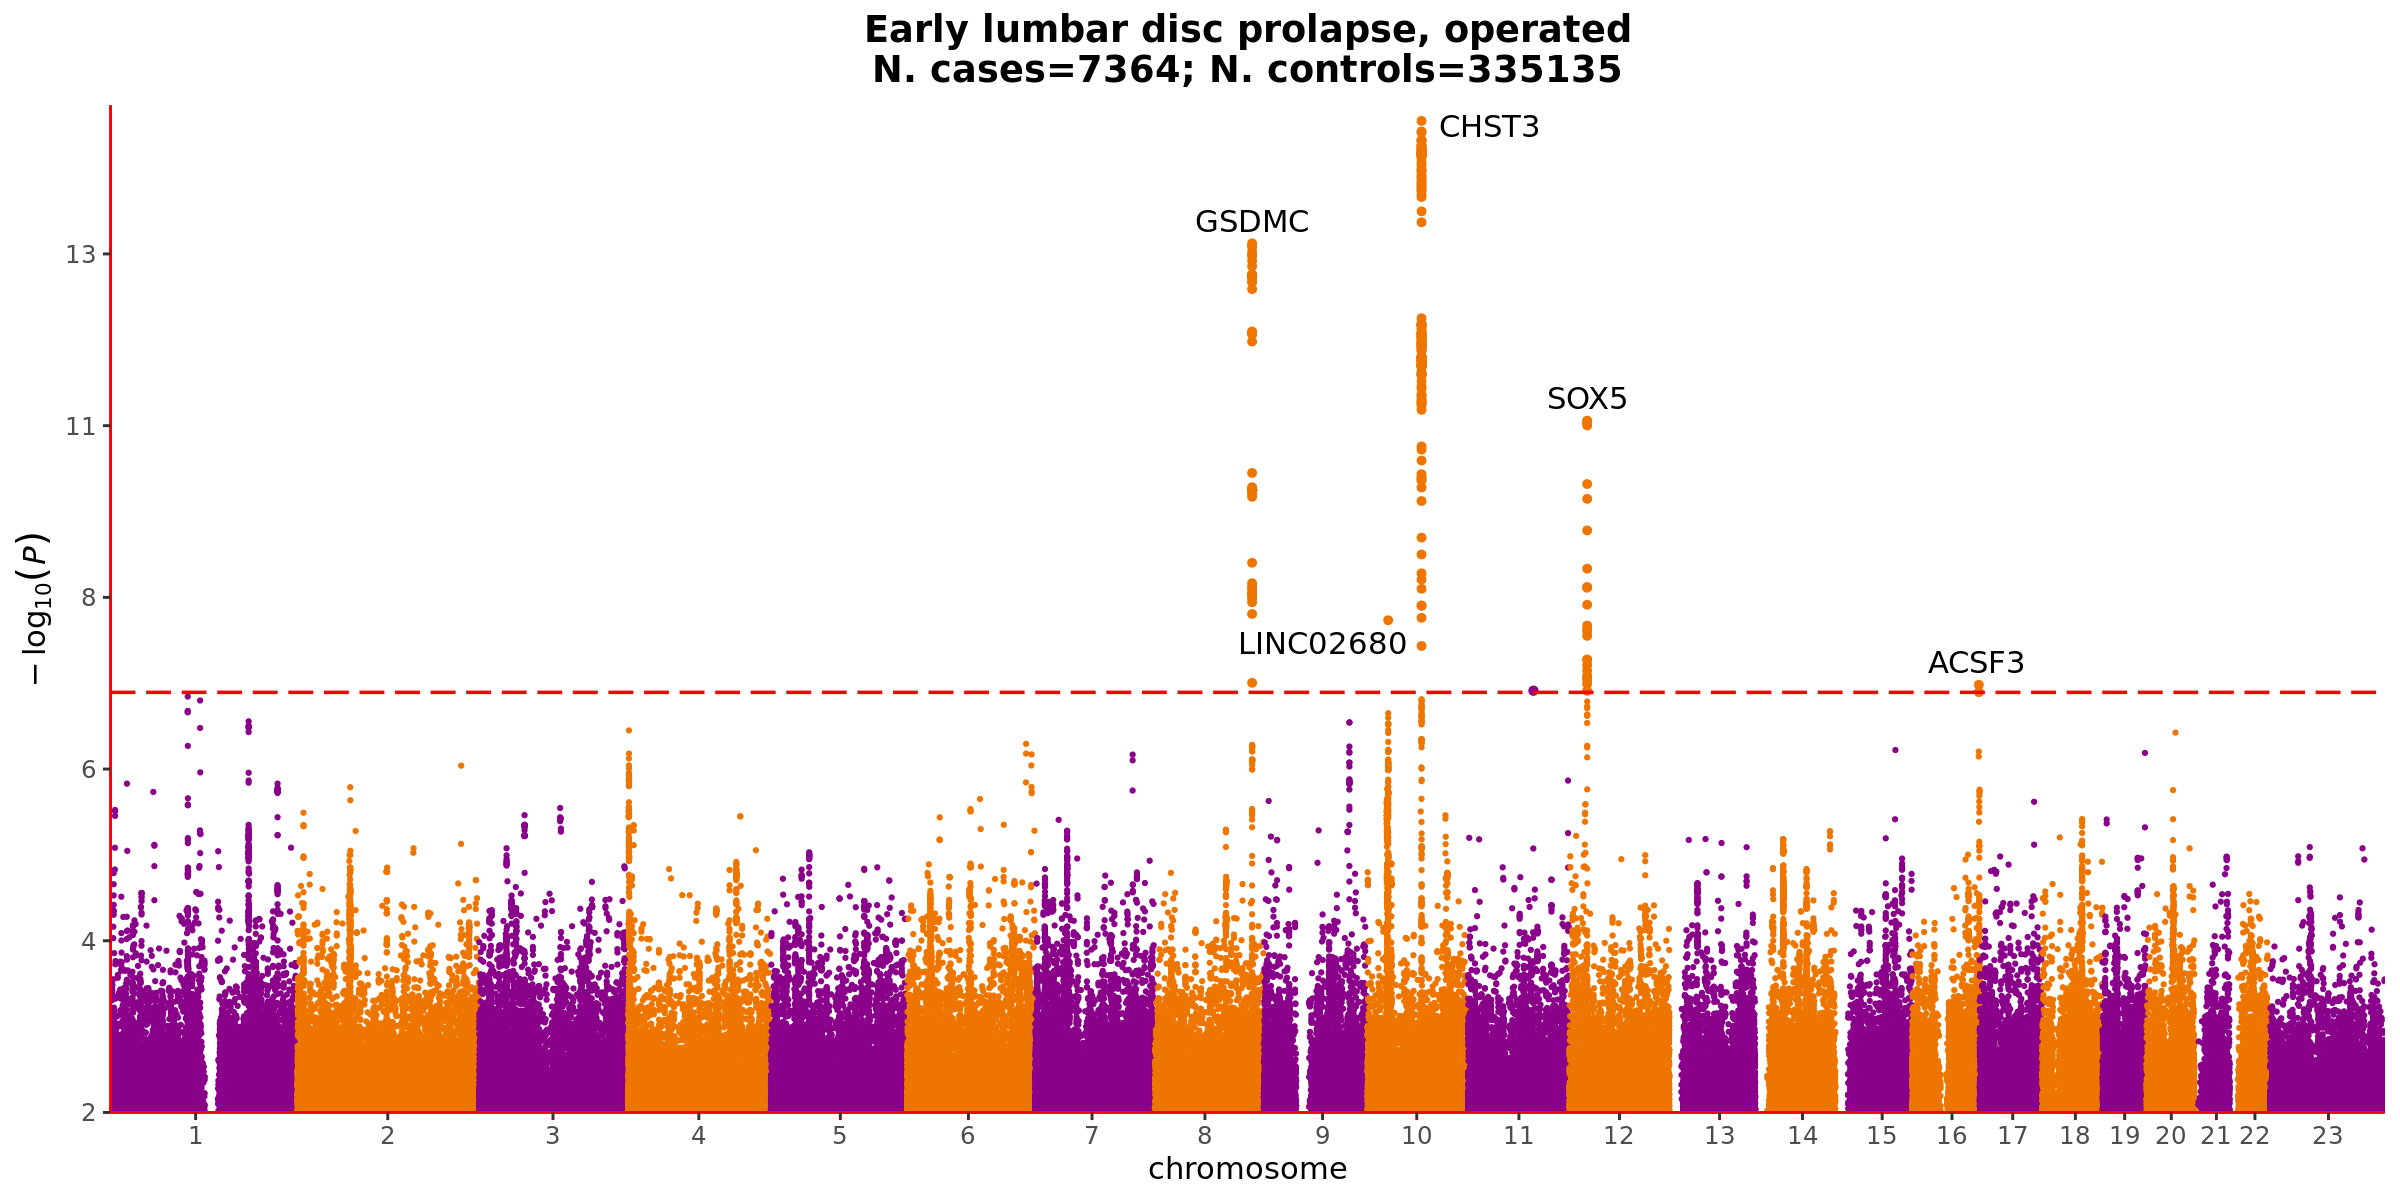 Early lumbar disc prolapse, operated
N. cases=7364; N. controls=335135
CHST3
GSDMC
13
SOX5
11
− log10(P)
8
LINC02680
ACSF3
6
4
2
1 2 3 4 5 6 7 8 9 10 11 12 13 14 15 16 17 18 19 20 21 22 23
chromosome